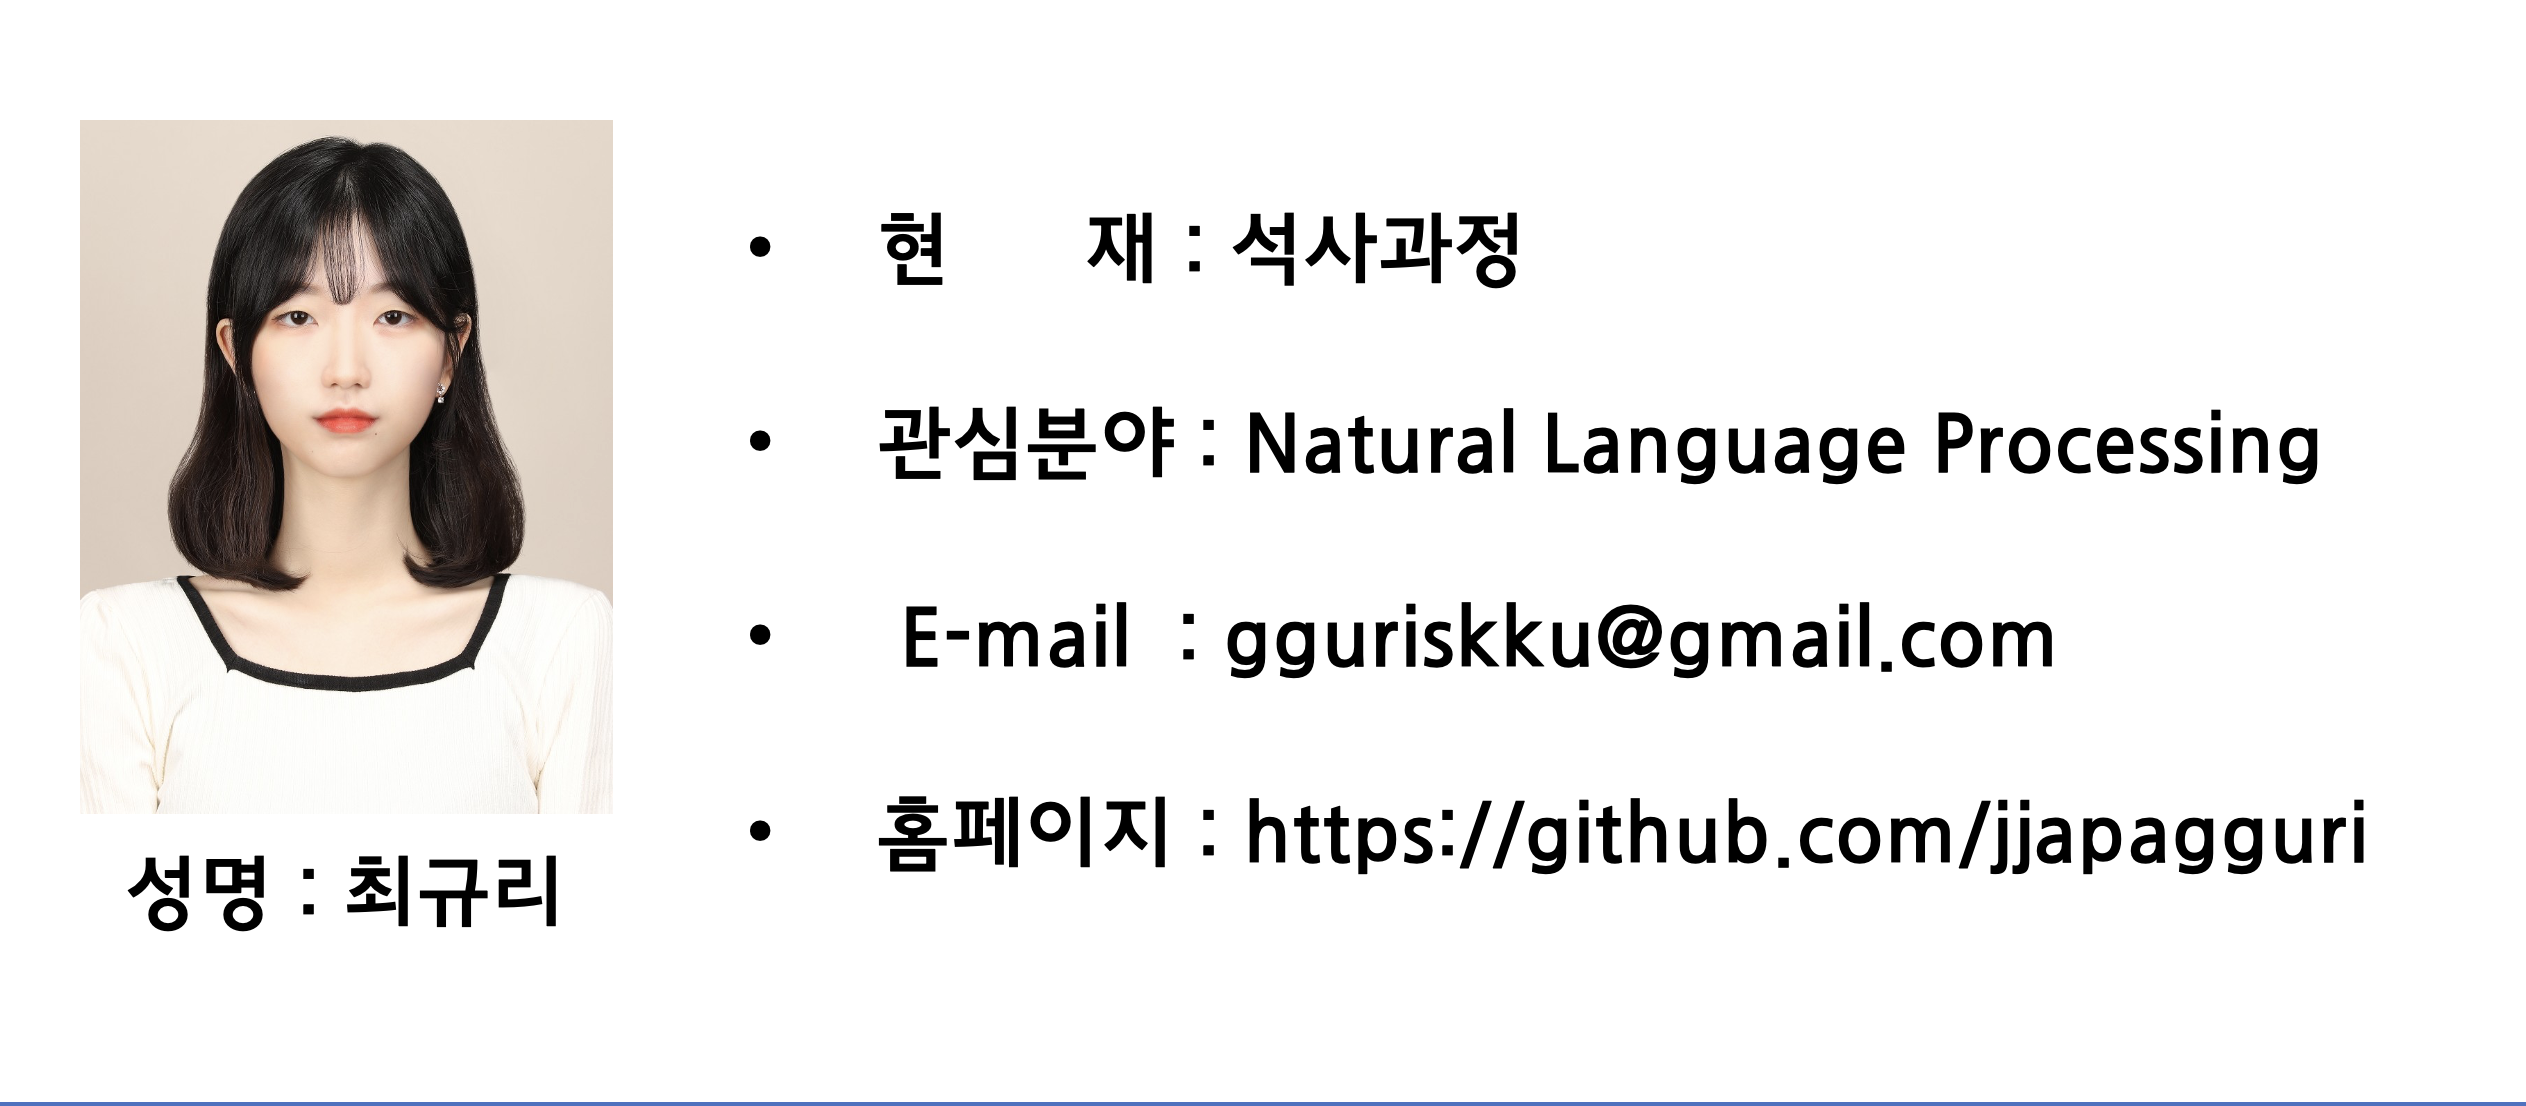 • 현 재 : 석사과정
• 관심분야 : Natural Language Processing
• E-mail : gguriskku@gmail.com
• 홈페이지 : https://github.com/jjapagguri
성명 : 최규리